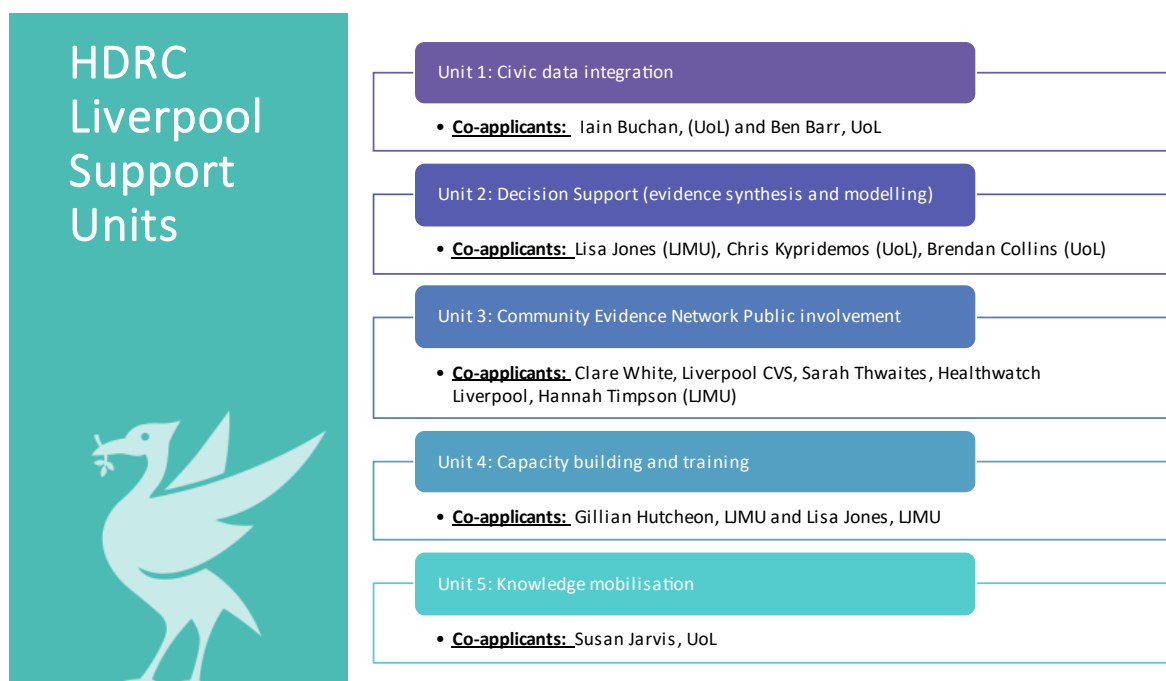 HDRC
Liverpool
Support
Units
Unit 1: Civic data integration
• Co-applicants: Iain Buchan, (UoL) and Ben Barr, UoL
Unit 2: Decision Support (evidence synthesis and modelling)
• Co-applicants: Lisa Jones (LJMU), Chris Kypridemos (UoL), Brendan Collins (UoL)
Unit 3: Community Evidence Network Public involvement
• Co-applicants: Clare White, Liverpool CVS, Sarah Thwaites, Healthwatch
Liverpool, Hannah Timpson (LJMU)
Unit 4: Capacity building and training
• Co-applicants: Gillian Hutcheon, LJMU and Lisa Jones, LJMU
Unit 5: Knowledge mobilisation
• Co-applicants: Susan Jarvis, UoL